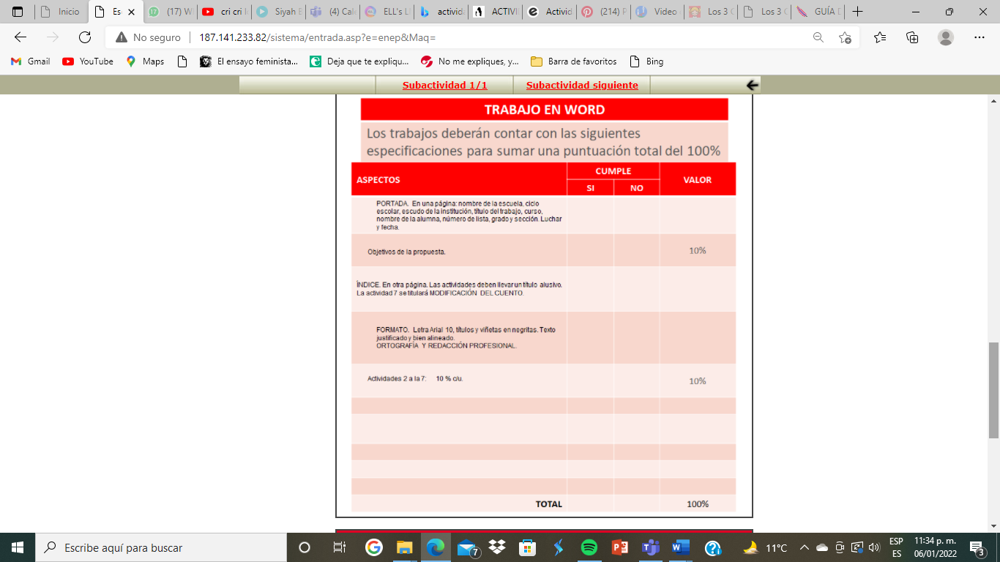 Inicio
Es
(17) W
cri cri l
Siyah B
(4) Cale
ELL's L
activida
ACTIVI
Activid
(214) P
Video
Los 3 C
Los 3 C
GUÍA D
No seguro
187.141.233.82/sistema/entrada.asp?e=enep&Maq=
Gmail
YouTube
Maps
El ensayo feminista...
Deja que te expliqu...
No me expliques, y...
Barra de favoritos
Bing
Subactividad 1/1
Subactividad siguiente
TRABAJO EN WORD
Los trabajos deberán contar con las siguientes
especificaciones para sumar una puntuación total del 100%
ASPECTOS
CUMPLE
SI
NO
VALOR
PORTADA. En una página: nombre de la escuela, ciclo
escolar, escudo de la institución, título del trabajo, curso,
nombre de la alumna, número de lista, grado y sección. Luchar
y fecha.
Objetivos de la propuesta.
10%
ÍNDICE. En otra página. Las actividades deben llevar un título alusivo.
La actividad 7 se titulará MODIFICACIÓN DEL CUENTO.
FORMATO. Letra Arial 10, títulos y viñetas en negritas. Texto
justificado y bien alineado.
ORTOGRAFÍA Y REDACCIÓN PROFESIONAL.
Actividades 2 a la 7: 10 % c/u.
10%
TOTAL
100%
Escribe aquí para buscar
7
11°C
ESP
ES
11:34 p. m.
06/01/2022
3